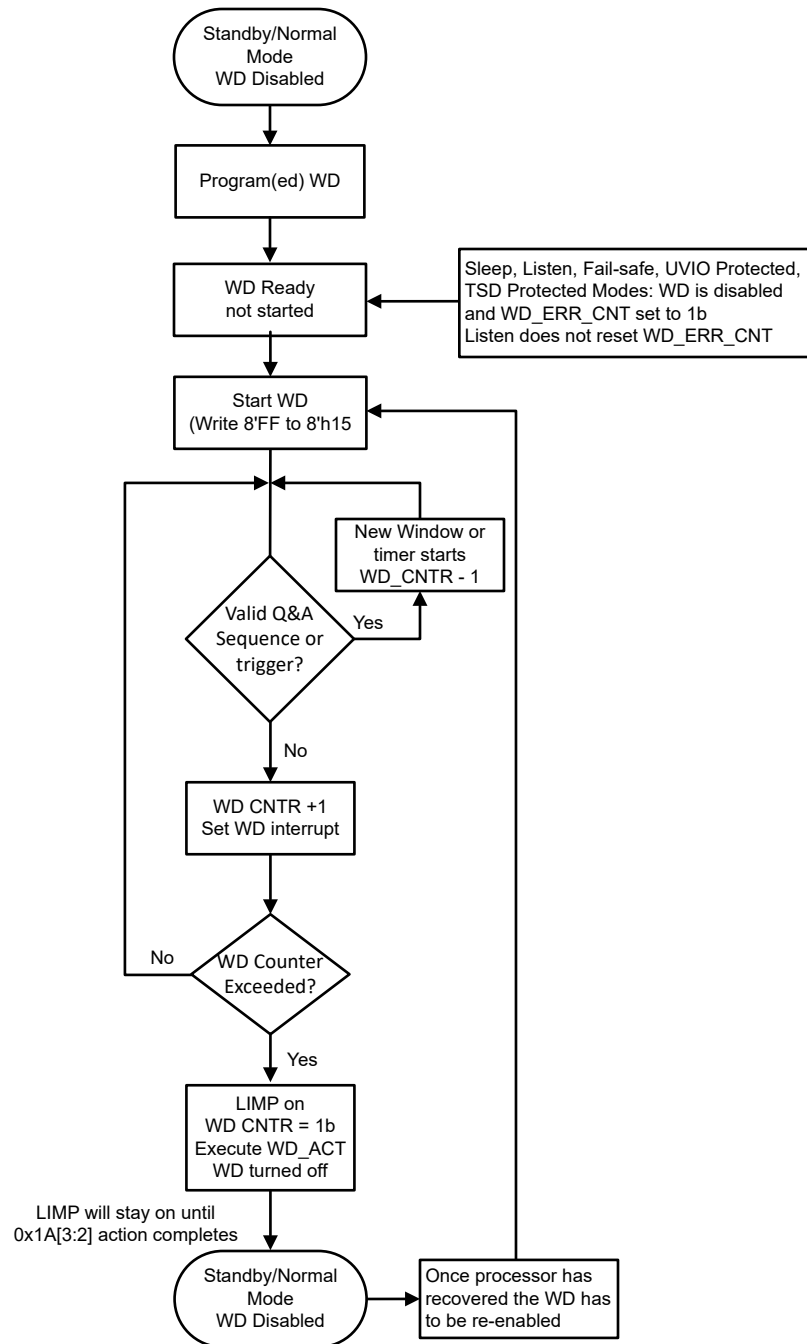 Standby/Normal
Mode
WD Disabled
Program(ed) WD
WD Ready
not started
Sleep, Listen, Fail-safe, UVIO Protected,
TSD Protected Modes: WD is disabled
and WD_ERR_CNT set to 1b
Listen does not reset WD_ERR_CNT
Start WD
(Write 8'FF to 8'h15
New Window or
timer starts
WD_CNTR - 1
Valid Q&A
Sequence or
trigger?
Yes
No
WD CNTR +1
Set WD interrupt
No
WD Counter
Exceeded?
Yes
LIMP on
WD CNTR = 1b
Execute WD_ACT
WD turned off
LIMP will stay on until
0x1A[3:2] action completes
Standby/Normal
Mode
WD Disabled
Once processor has
recovered the WD has
to be re-enabled